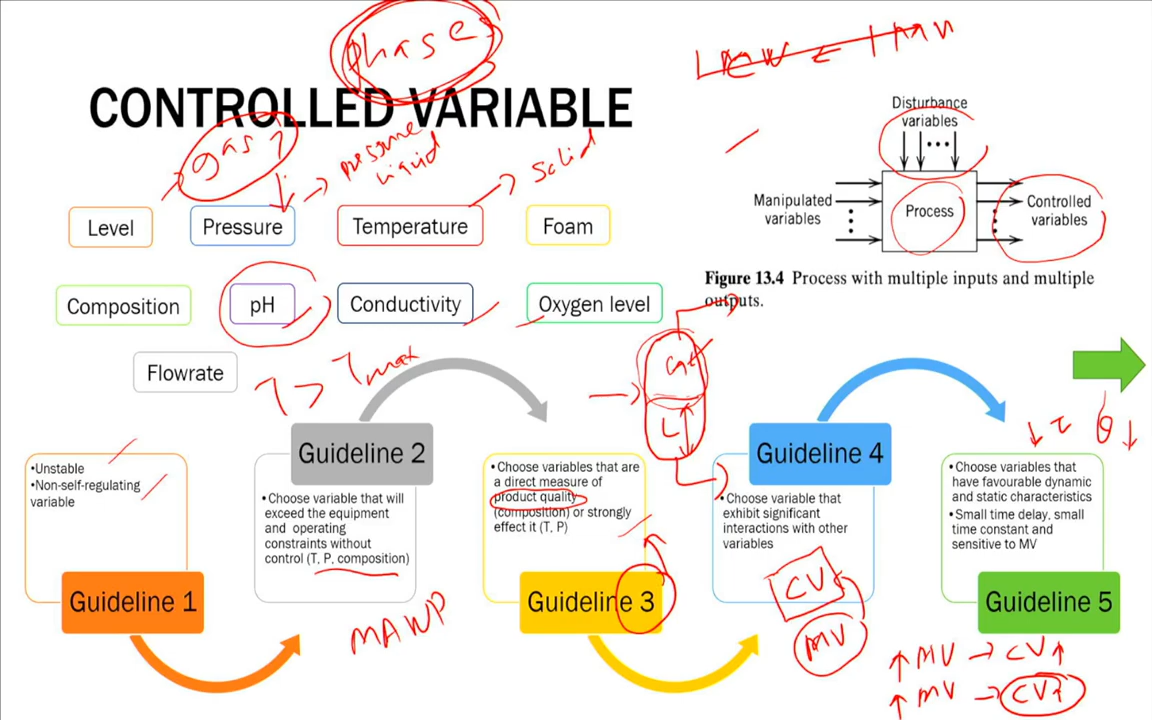 phase
1 MV = 1 MV
CONTROLLED VARIABLE
gas ?
pressure
liquid
solid
Level
Pressure
Temperature
Foam
Composition
pH
Conductivity
Oxygen level
Flowrate
Disturbance
variables
Manipulated
variables
Process
Controlled
variables
Figure 13.4 Process with multiple inputs and multiple
outputs.
T > Tmax
L
↓ τ θ ↓
Guideline 1
•Unstable
•Non-self-regulating
variable
Guideline 2
•Choose variable that will
exceed the equipment
and operating
constraints without
control (T, P, composition)
MAWP
Guideline 3
•Choose variables that are
a direct measure of
product quality
(composition) or strongly
effect it (T, P)
Guideline 4
•Choose variable that
exhibit significant
interactions with other
variables
CV
MV
Guideline 5
•Choose variables that
have favourable dynamic
and static characteristics
•Small time delay, small
time constant and
sensitive to MV
↑ MV → CV ↑
↑ MV → CV↑